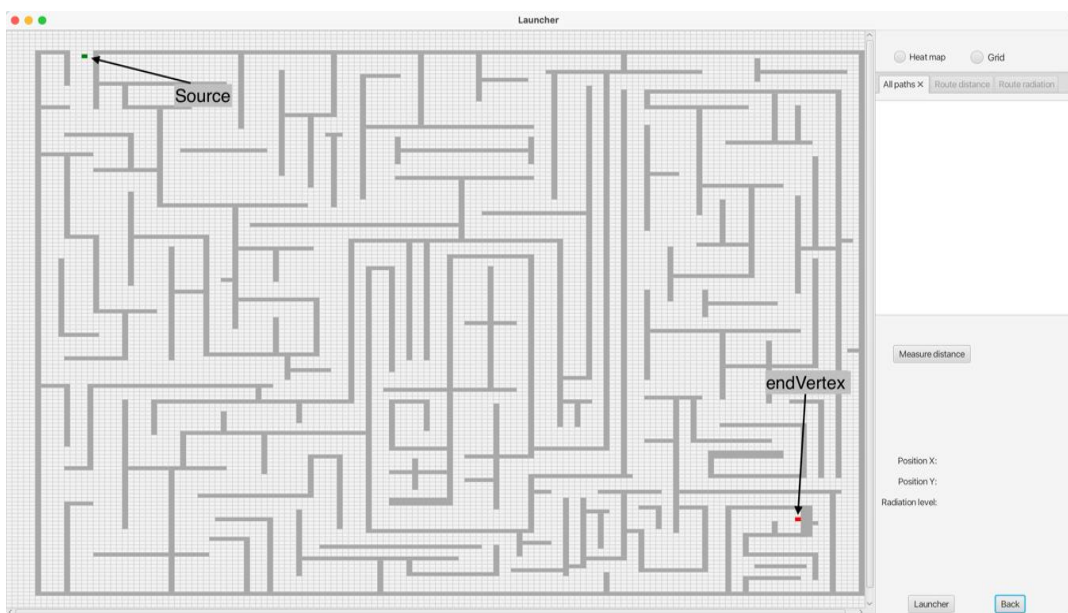 Launcher
Source
endVertex
Heat map
Grid
All paths X
Route distance
Route radiation
Measure distance
Position X:
Position Y:
Radiation level:
Launcher
Back